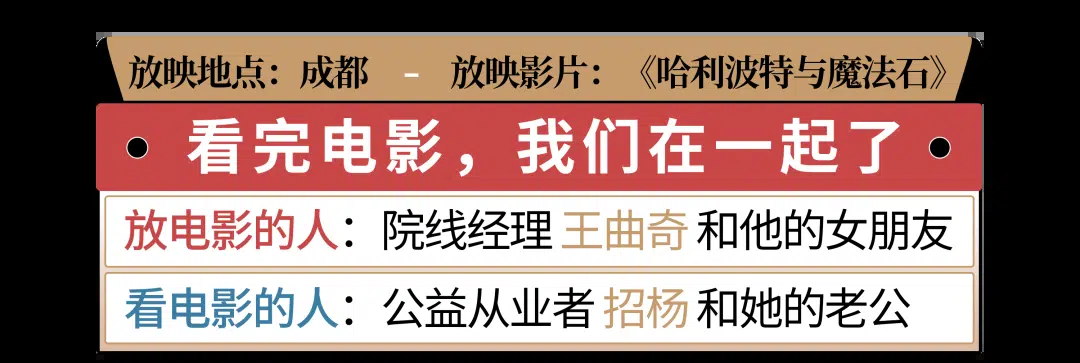 放映地点：成都 - 放映影片：《哈利波特与魔法石》
看完电影，我们在一起了
放电影的人：院线经理 王曲奇 和他的女朋友
看电影的人：公益从业者 招杨 和她的老公